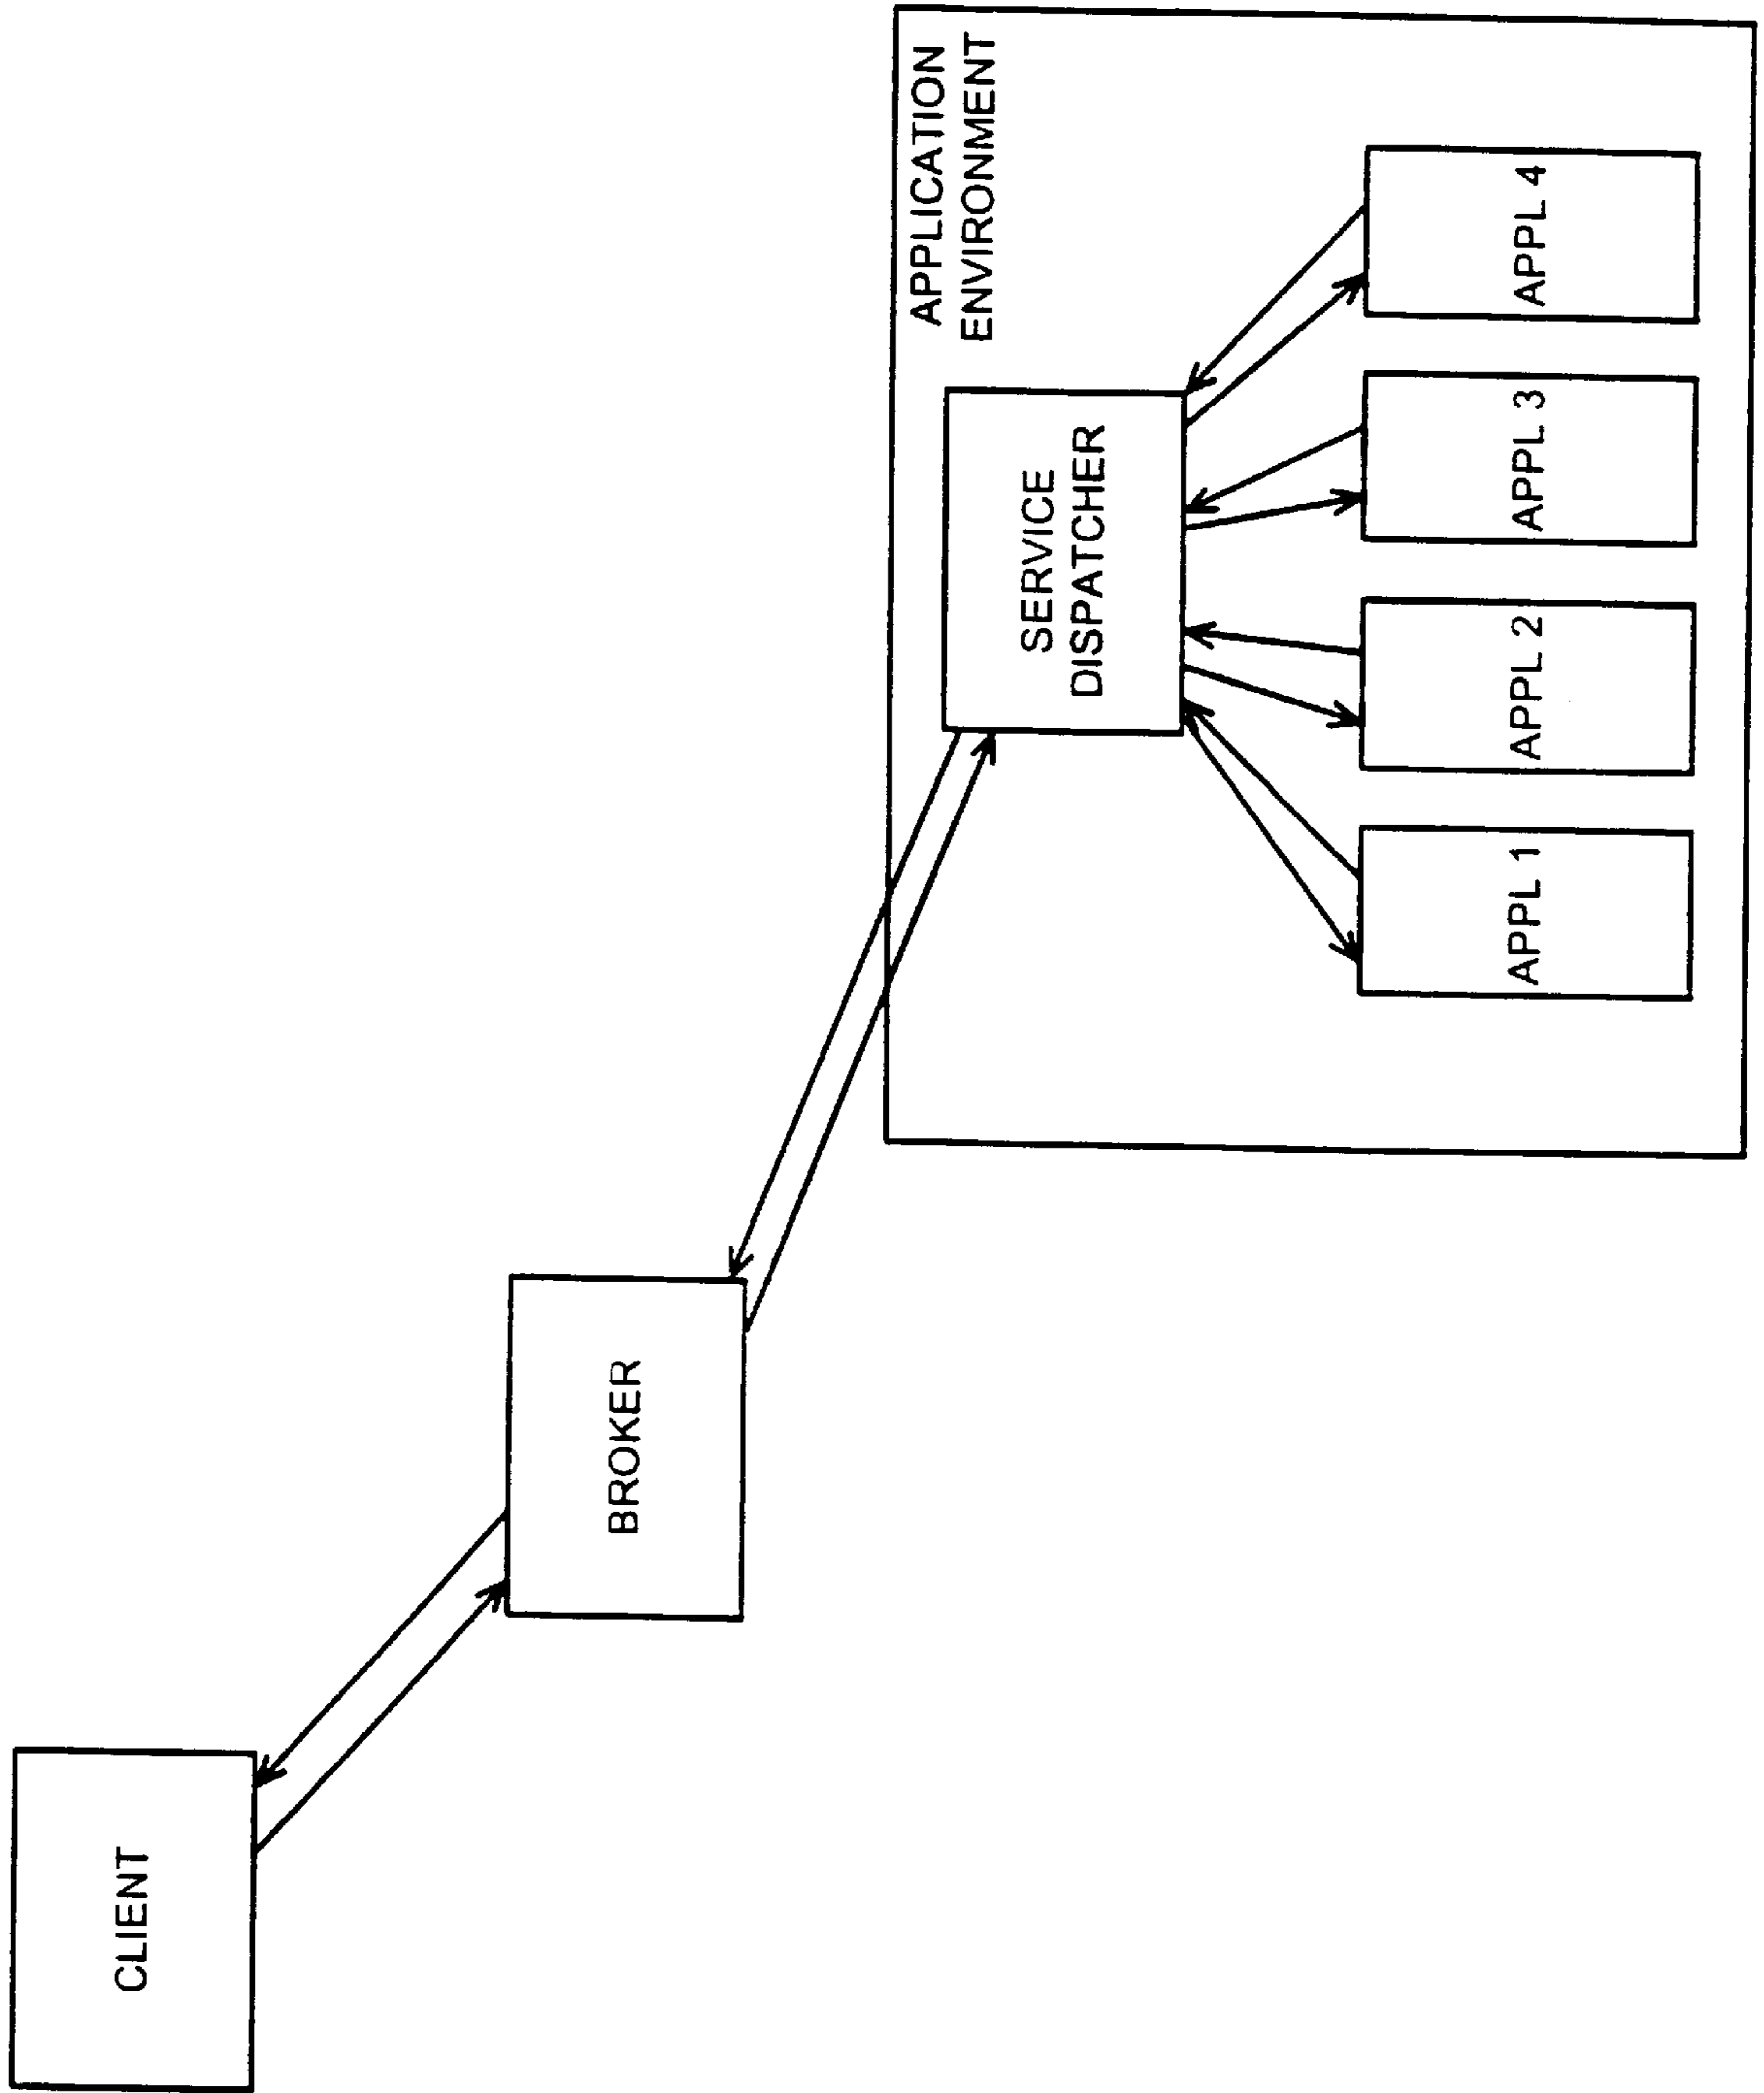 CLIENT
BROKER
APPLICATION
ENVIRONMENT
SERVICE
DISPATCHER
APPL 1
APPL 2
APPL 3
APPL 4